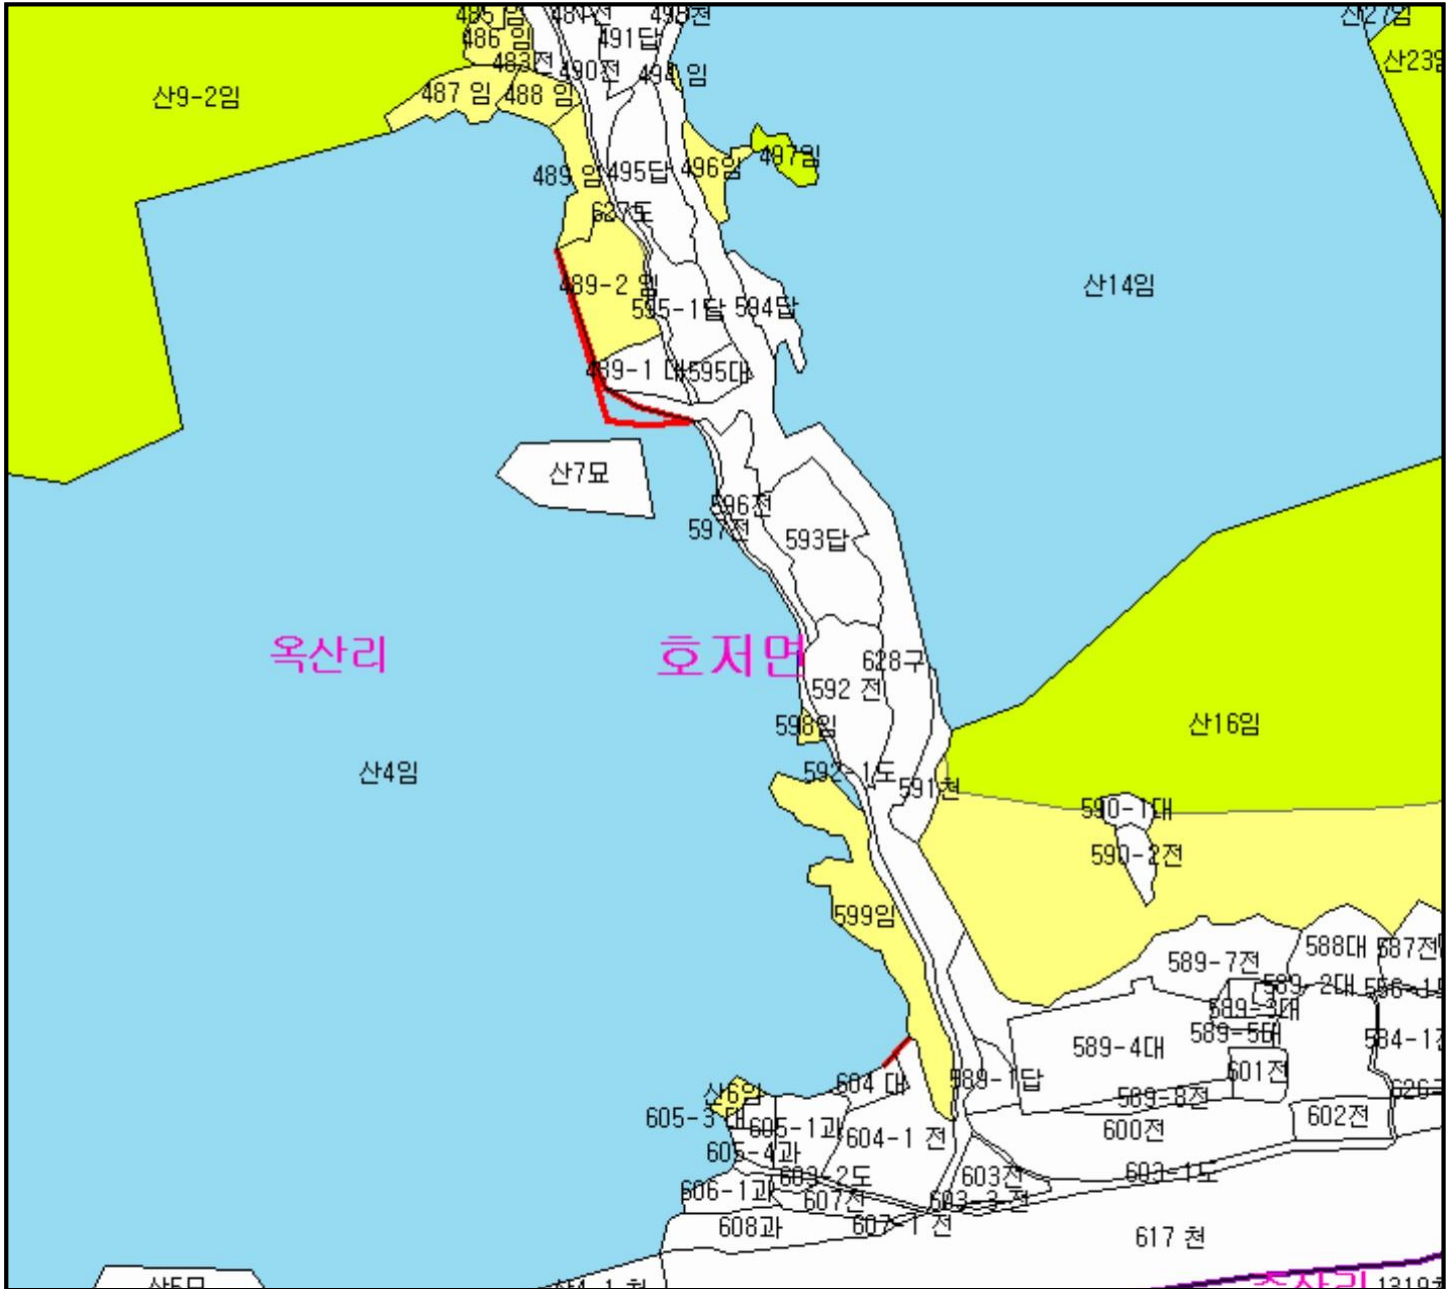 485 임
498천
산27임
486 임
491답
483전
490전
494 임
산9-2임
487 임
488 임
497임
489 임
495답
496임
627도
489-2 임
산14임
595-1답
594답
489-1 대
595대
산7묘
596전
597전
593답
옥산리
호저면
628구
592 전
598임
산16임
산4임
592-1도
591천
590-1대
590-2전
599임
588대
587전
589-7전
589-2대
589-3대
589-5대
589-4대
601전
산6임
604 대
589-1답
589-8전
605-3 대
605-1과
604-1 전
600전
602전
605-4과
603-2도
603전
603-1도
606-1과
607전
603-3 전
608과
607-1 전
617 천